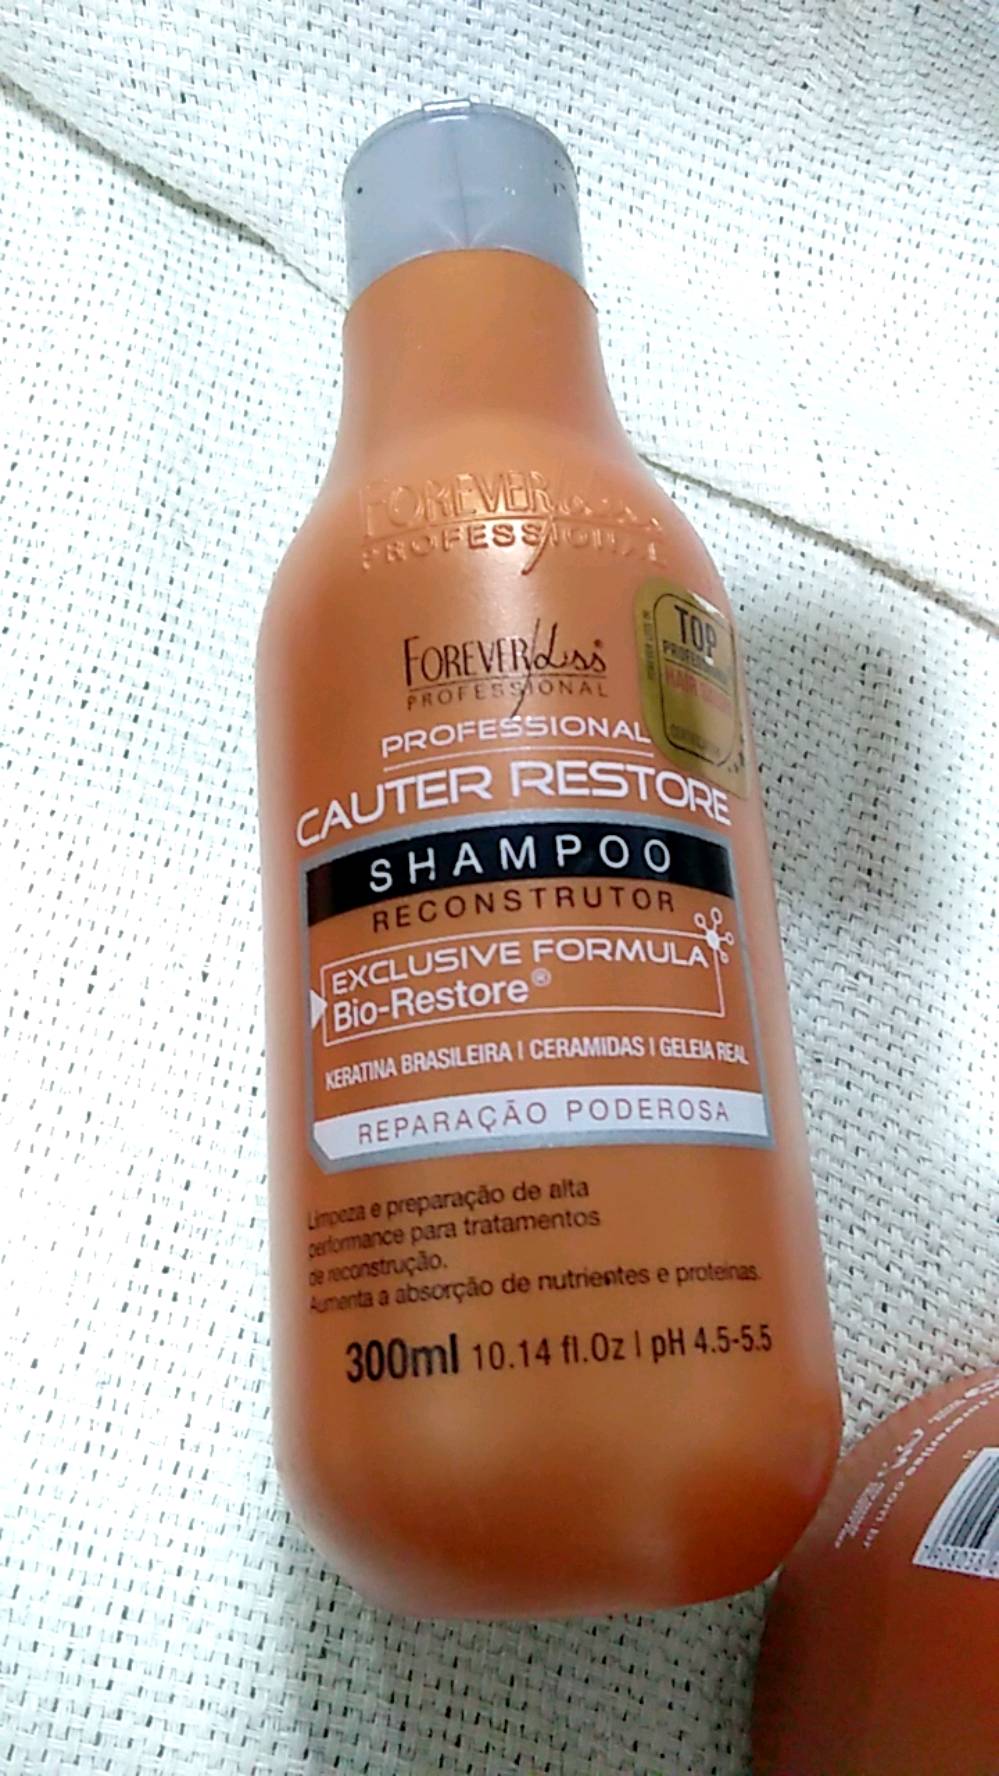 FOREVER Liss
PROFESSIONAL
FOREVER Liss®
PROFESSIONAL
TOP
PROFESSIONAL
HAIR
PROFESSIONAL
CAUTER RESTORE
SHAMPOO
RECONSTRUTOR
EXCLUSIVE FORMULA
Bio-Restore®
KERATINA BRASILEIRA | CERAMIDAS | GELEIA REAL
REPARAÇÃO PODEROSA
Limpeza e preparação de alta
performance para tratamentos
de reconstrução.
Aumenta a absorção de nutrientes e proteínas.
300ml 10.14 fl.Oz | pH 4.5-5.5